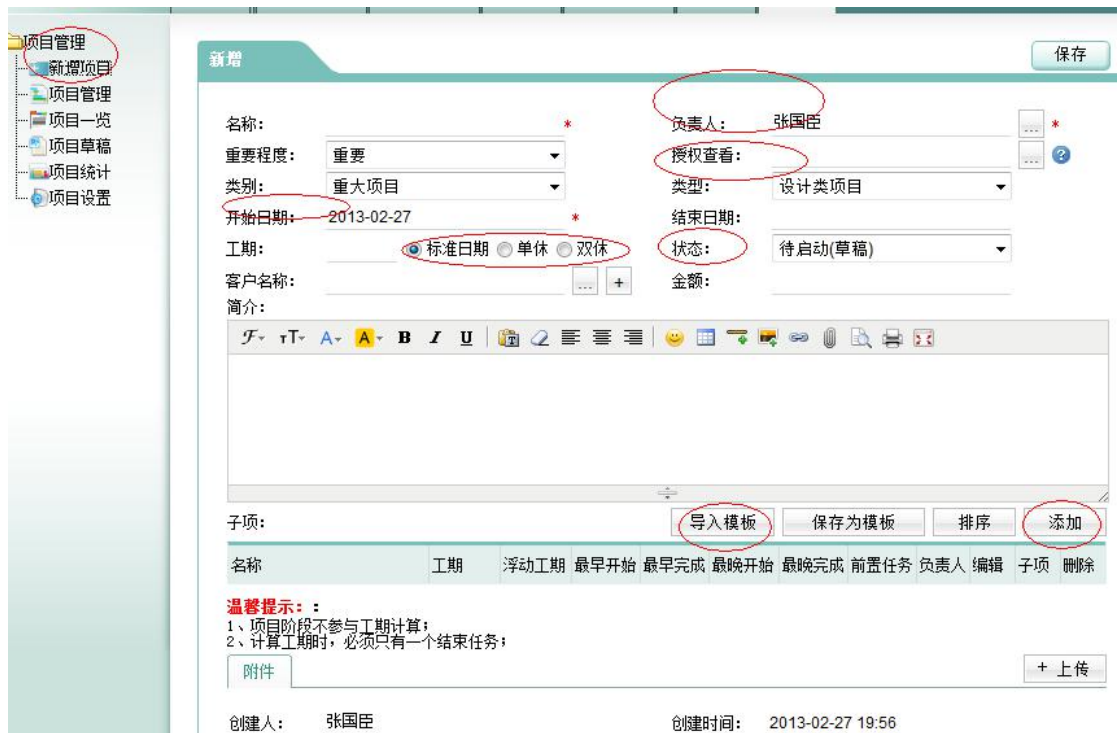 项目管理
新增项目
项目管理
项目一览
项目草稿
项目统计
项目设置
新增
保存
名称： * 负责人： 张国臣 ... *
重要程度： 重要 授权查看： ... ?
类别： 重大项目 类型： 设计类项目
开始日期： 2013-02-27 * 结束日期：
工期： 标准日期 单休 双休 状态： 待启动(草稿)
客户名称： ... + 金额：
简介：
F TT A A B I U
子项： 导入模板 保存为模板 排序 添加
名称 工期 浮动工期 最早开始 最早完成 最晚开始 最晚完成 前置任务 负责人 编辑 子项 删除
温馨提示：：
1、项目阶段不参与工期计算；
2、计算工期时，必须只有一个结束任务；
附件 + 上传
创建人： 张国臣 创建时间： 2013-02-27 19:56